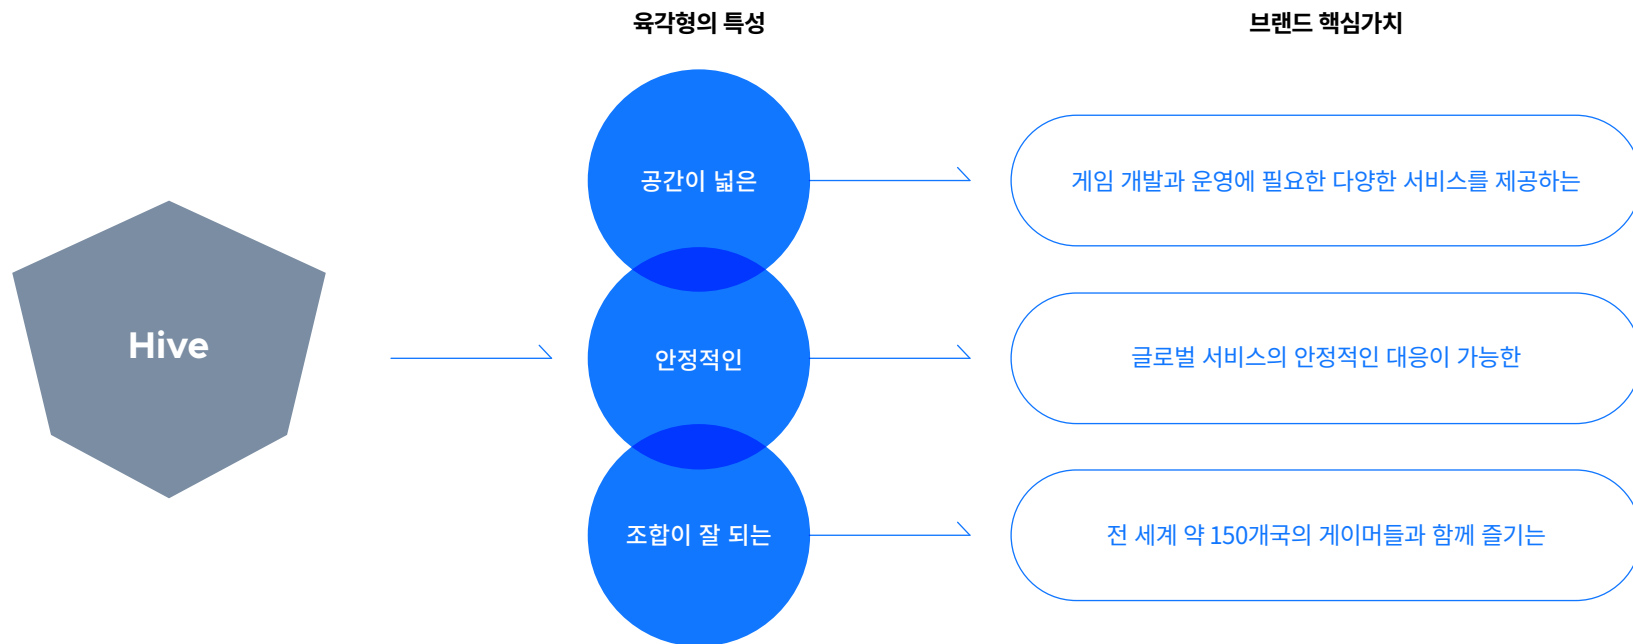 육각형의 특성
브랜드 핵심가치
Hive
공간이 넓은
게임 개발과 운영에 필요한 다양한 서비스를 제공하는
안정적인
글로벌 서비스의 안정적인 대응이 가능한
조합이 잘 되는
전 세계 약 150개국의 게이머들과 함께 즐기는